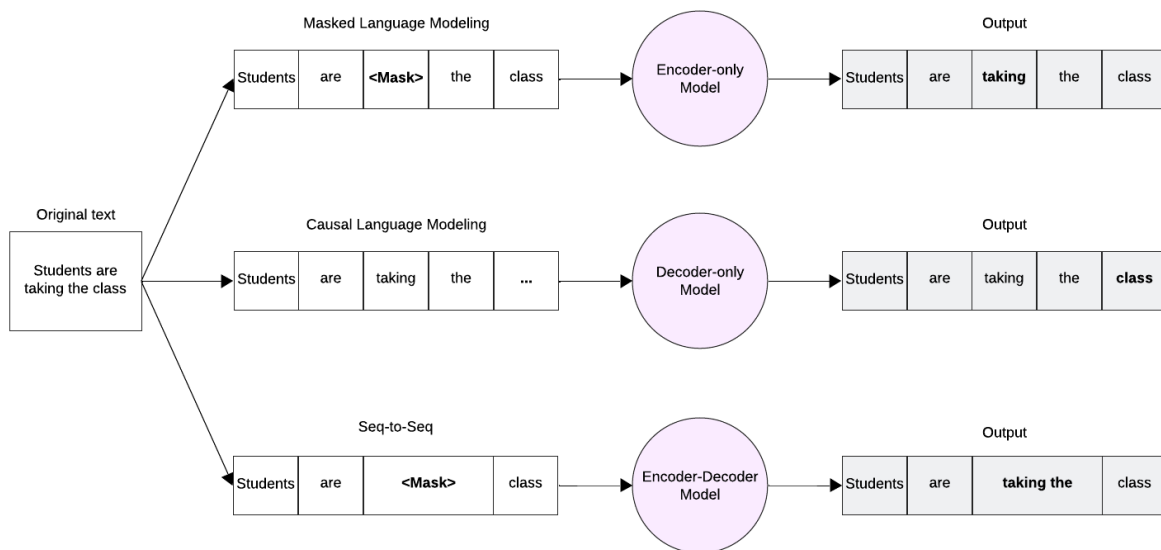 Masked Language Modeling
Output
Students are <Mask> the class
Encoder-only
Model
Students are taking the class
Original text
Students are
taking the class
Causal Language Modeling
Output
Students are taking the ...
Decoder-only
Model
Students are taking the class
Seq-to-Seq
Output
Students are <Mask> class
Encoder-Decoder
Model
Students are taking the class